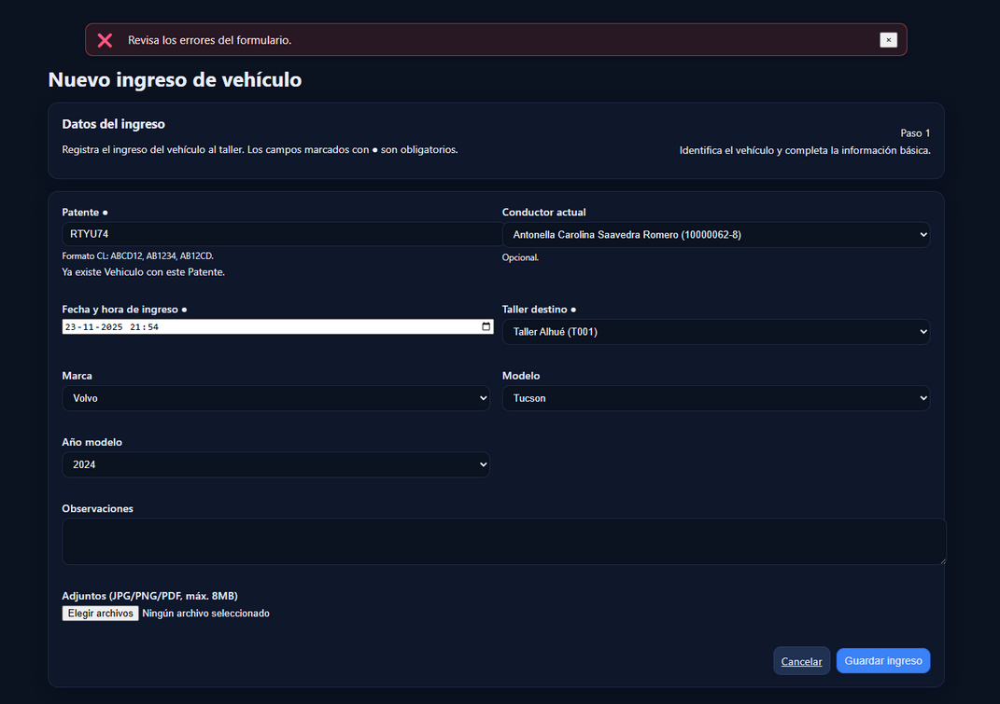 ❌ Revisa los errores del formulario. ×
Nuevo ingreso de vehículo
Datos del ingreso
Registra el ingreso del vehículo al taller. Los campos marcados con ● son obligatorios.
Paso 1
Identifica el vehículo y completa la información básica.
Patente ●
RTYU74
Formato CL: ABCD12, AB1234, AB12CD.
Ya existe Vehiculo con este Patente.
Conductor actual
Antonella Carolina Saavedra Romero (10000062-8)
Opcional.
Fecha y hora de ingreso ●
23-11-2025 21:54
Taller destino ●
Taller Alhué (T001)
Marca
Volvo
Modelo
Tucson
Año modelo
2024
Observaciones
Adjuntos (JPG/PNG/PDF, máx. 8MB)
Elegir archivos Ningún archivo seleccionado
Cancelar Guardar ingreso